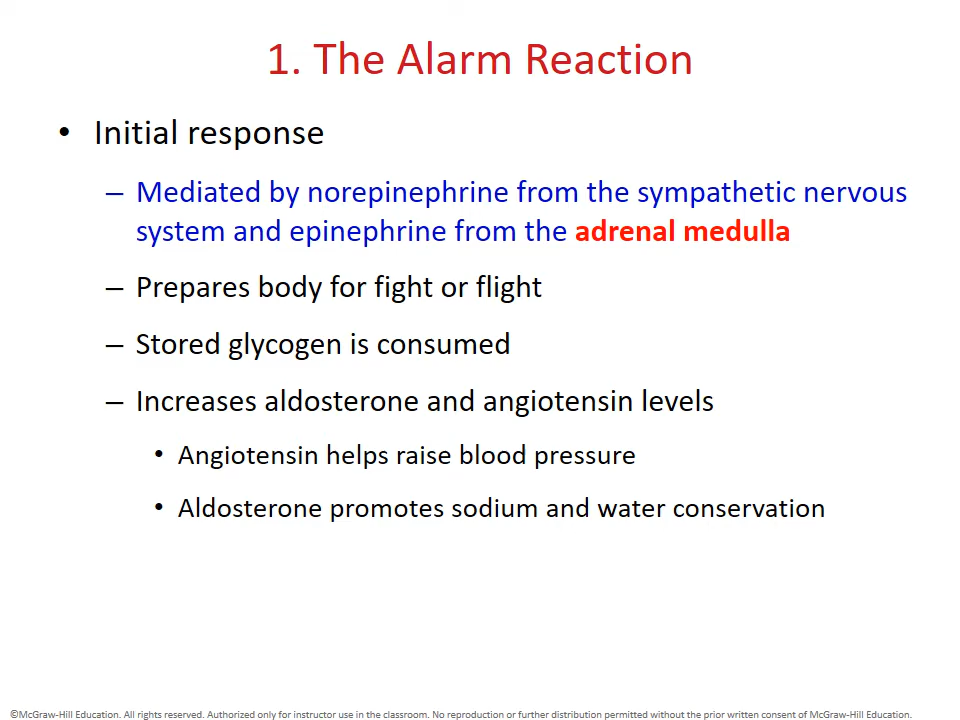 1. The Alarm Reaction
• Initial response
– Mediated by norepinephrine from the sympathetic nervous
system and epinephrine from the adrenal medulla
– Prepares body for fight or flight
– Stored glycogen is consumed
– Increases aldosterone and angiotensin levels
• Angiotensin helps raise blood pressure
• Aldosterone promotes sodium and water conservation
©McGraw-Hill Education. All rights reserved. Authorized only for instructor use in the classroom. No reproduction or further distribution permitted without the prior written consent of McGraw-Hill Education.